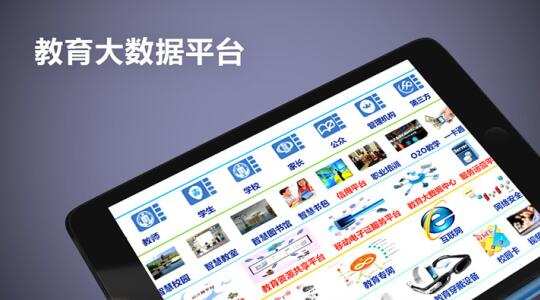 教育大数据平台
教师 学生 学校 家长 公众 管理机构 第三方
智慧校园 智慧教室 智慧图书馆 智慧书包 信用平台 职业培训 O2O教学 一卡通
教育资源共享平台 移动电子证服务平台 教育大数据中心 服务运营平
教育专网 互联网 网络安全
教育穿戴设备 校园卡 视